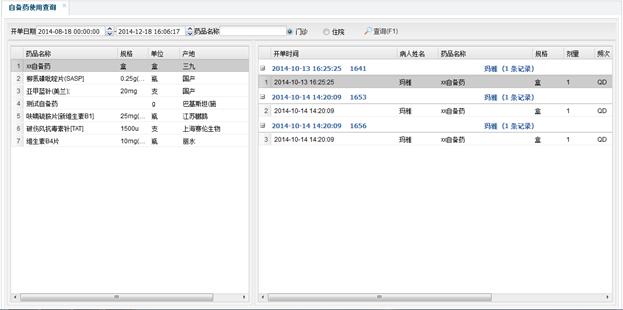 自备药使用查询 ×
开单日期 2014-08-18 00:00:00 - 2014-12-18 16:06:17 药品名称 门诊 住院 查询(F1)
药品名称 规格 单位 产地
1 xx自备药 盒 盒 三九
2 柳氮磺吡啶片[SASP] 0.25g(... 瓶 国产
3 亚甲蓝针(美兰); 20mg 支 国产
4 测试自备药 g 巴基斯坦(施
5 呋喃硫胺片[新维生素B1] 25mg(... 瓶 江苏鹏鹞
6 破伤风抗毒素针[TAT] 1500u 支 上海赛伦生物
7 维生素B4片 10mg(... 瓶 丽水
开单时间 病人姓名 药品名称 规格 剂量 频次
2014-10-13 16:25:25 1641 玛雅 (1 条记录)
1 2014-10-13 16:25:25 玛雅 xx自备药 盒 1 QD
2014-10-14 14:20:09 1653 玛雅 (1 条记录)
2 2014-10-14 14:20:09 玛雅 xx自备药 盒 1 QD
2014-10-14 14:20:09 1656 玛雅 (1 条记录)
3 2014-10-14 14:20:09 玛雅 xx自备药 盒 1 QD